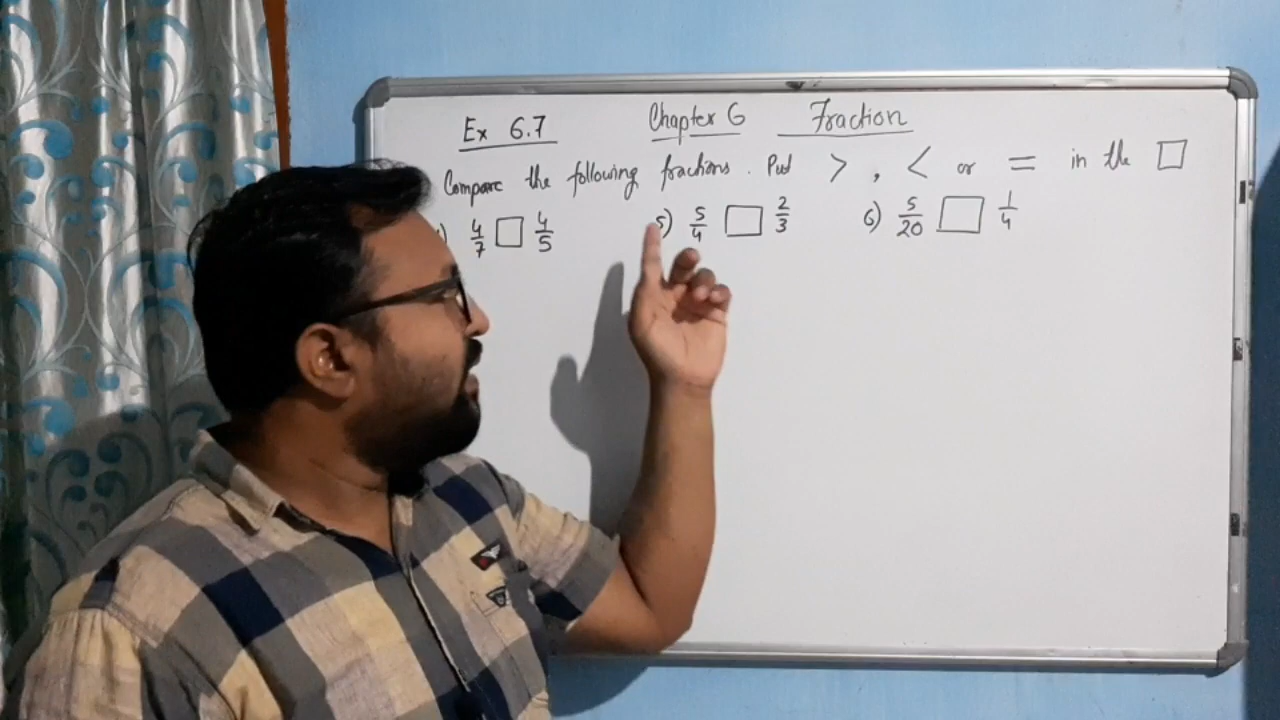 Ex 6.7 Chapter 6 Fraction
Compare the following fractions. Put >, < or = in the □
) 4/7 □ 4/5 5) 5/4 □ 2/3 6) 5/20 □ 1/4